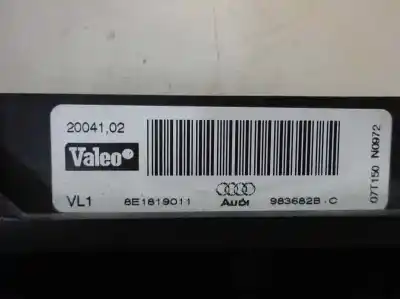 20041,02
Valeo
VL1
8E1819011
Audi
983682B-C
07T150 N0972